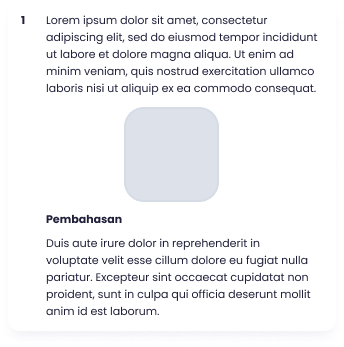 1 Lorem ipsum dolor sit amet, consectetur
adipiscing elit, sed do eiusmod tempor incididunt
ut labore et dolore magna aliqua. Ut enim ad
minim veniam, quis nostrud exercitation ullamco
laboris nisi ut aliquip ex ea commodo consequat.
Pembahasan
Duis aute irure dolor in reprehenderit in
voluptate velit esse cillum dolore eu fugiat nulla
pariatur. Excepteur sint occaecat cupidatat non
proident, sunt in culpa qui officia deserunt mollit
anim id est laborum.